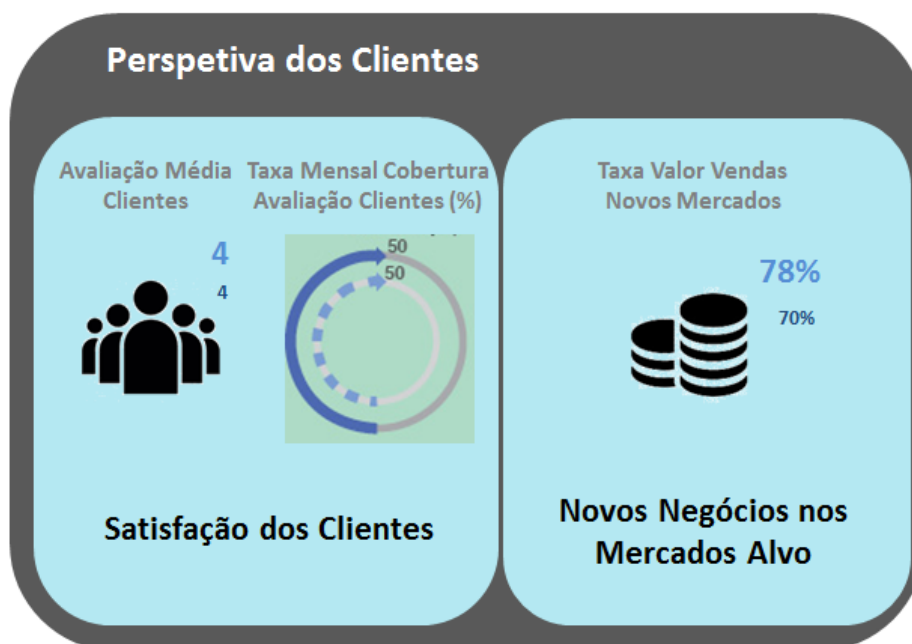 Perspetiva dos Clientes
Avaliação Média
Clientes
4
4
Taxa Mensal Cobertura
Avaliação Clientes (%)
50
50
Satisfação dos Clientes
Taxa Valor Vendas
Novos Mercados
78%
70%
Novos Negócios nos
Mercados Alvo